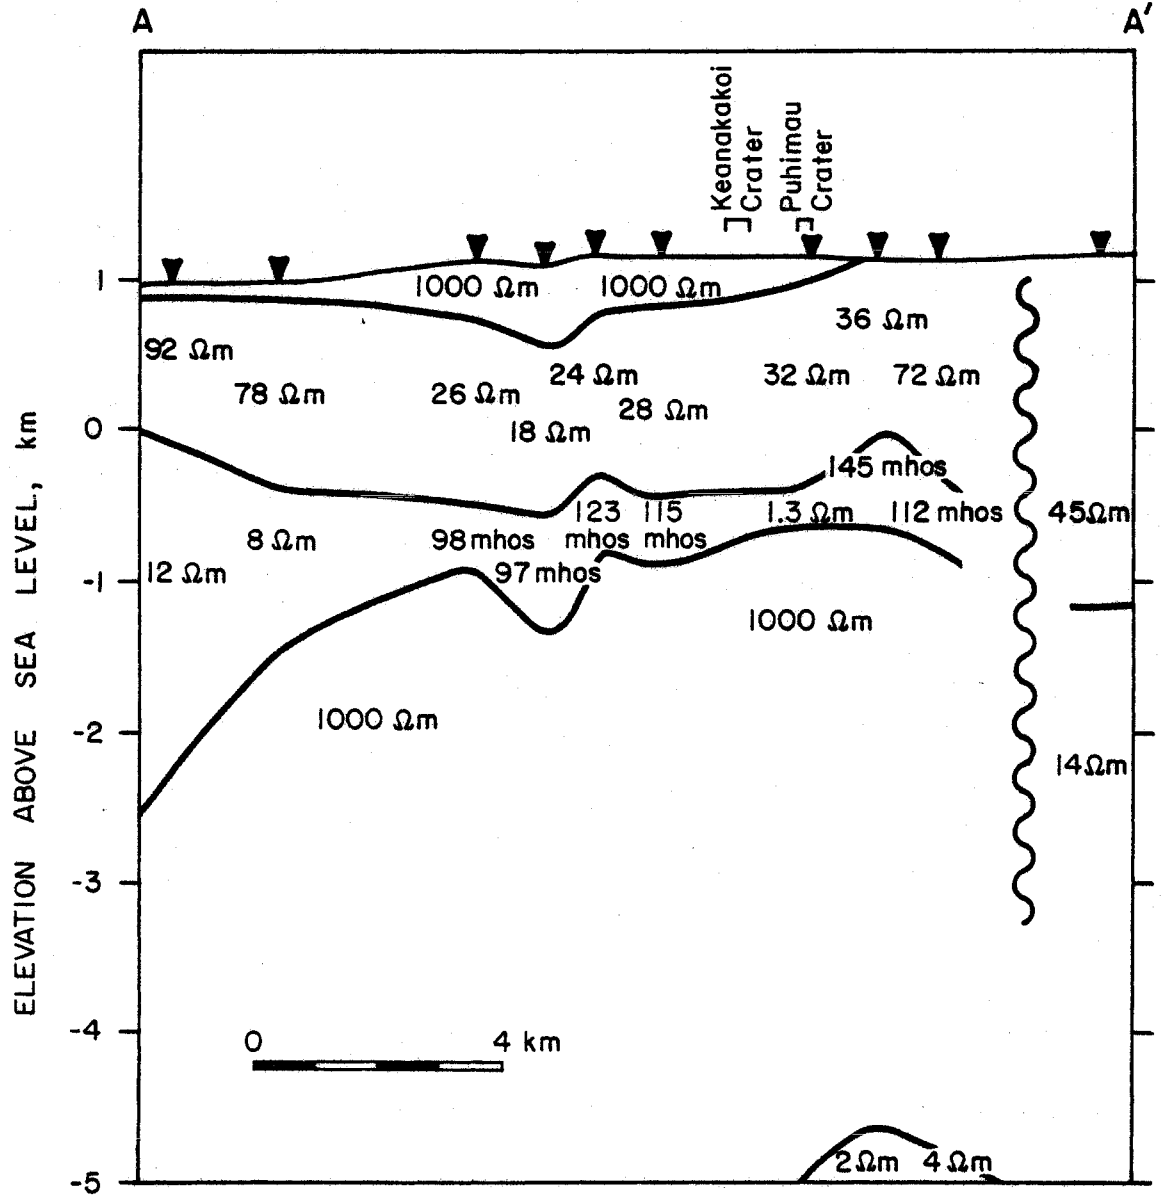 A
A′
Keanakakoi
Crater
Puhimau
Crater
1
1000 Ωm
1000 Ωm
36 Ωm
92 Ωm
78 Ωm
26 Ωm
24 Ωm
32 Ωm
72 Ωm
28 Ωm
18 Ωm
0
145 mhos
123
mhos
115
mhos
1.3 Ωm
112 mhos
45Ωm
8 Ωm
98 mhos
97 mhos
12 Ωm
-1
1000 Ωm
1000 Ωm
-2
14Ωm
-3
-4
0
4 km
2Ωm
4Ωm
-5
ELEVATION ABOVE SEA LEVEL, km